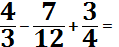 4/3 - 7/12 + 3/4 =